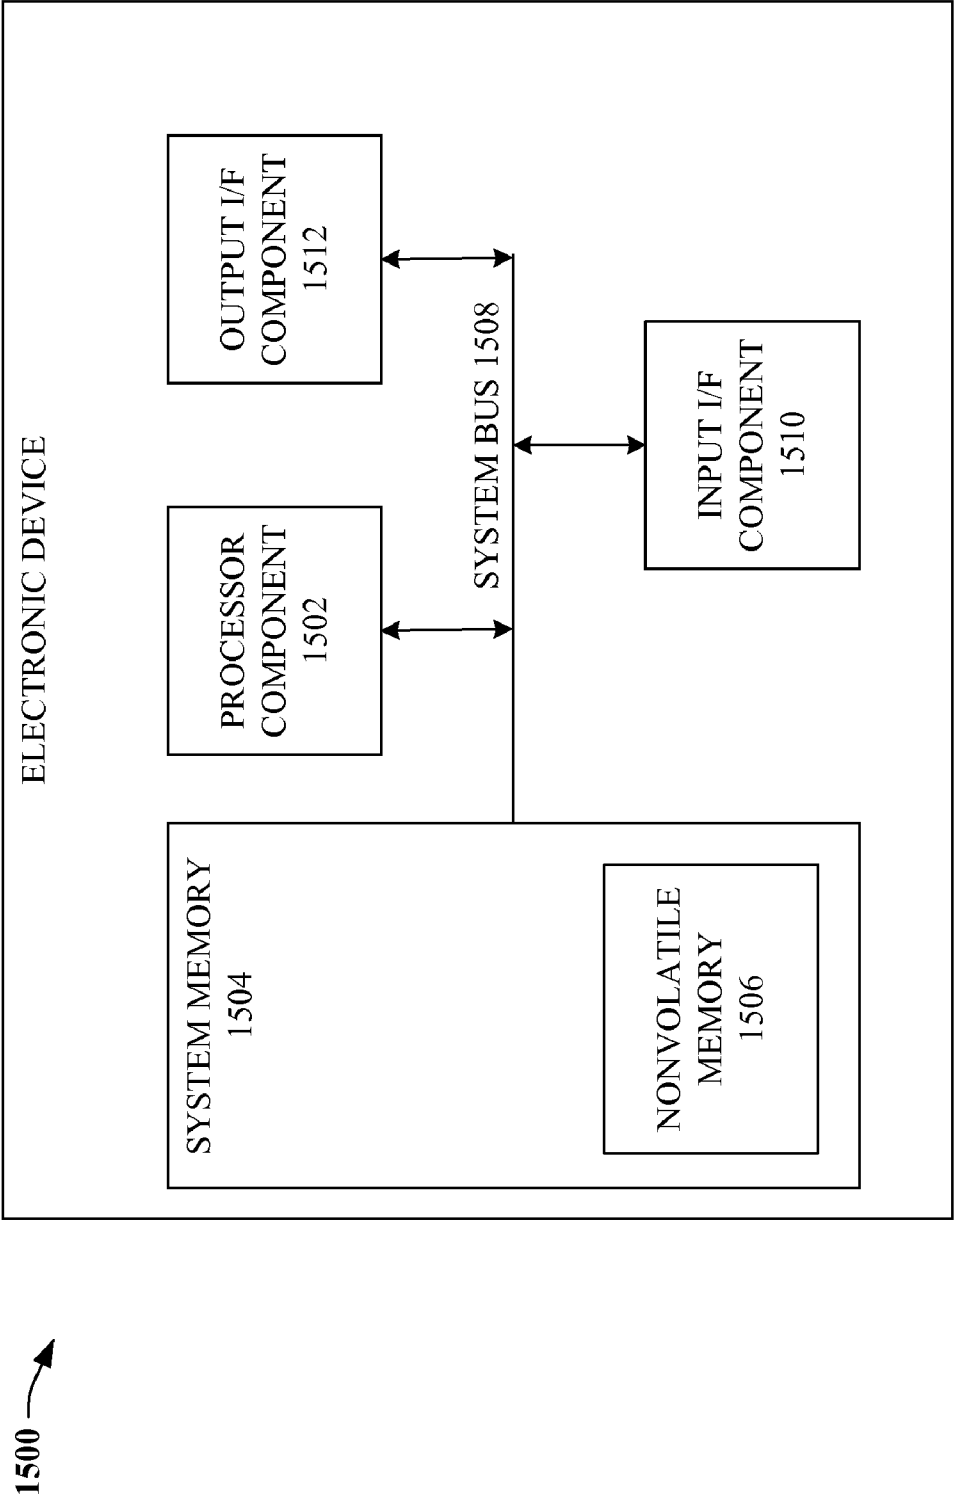 1500
ELECTRONIC DEVICE
SYSTEM MEMORY
1504
NONVOLATILE
MEMORY
1506
PROCESSOR
COMPONENT
1502
OUTPUT I/F
COMPONENT
1512
SYSTEM BUS 1508
INPUT I/F
COMPONENT
1510